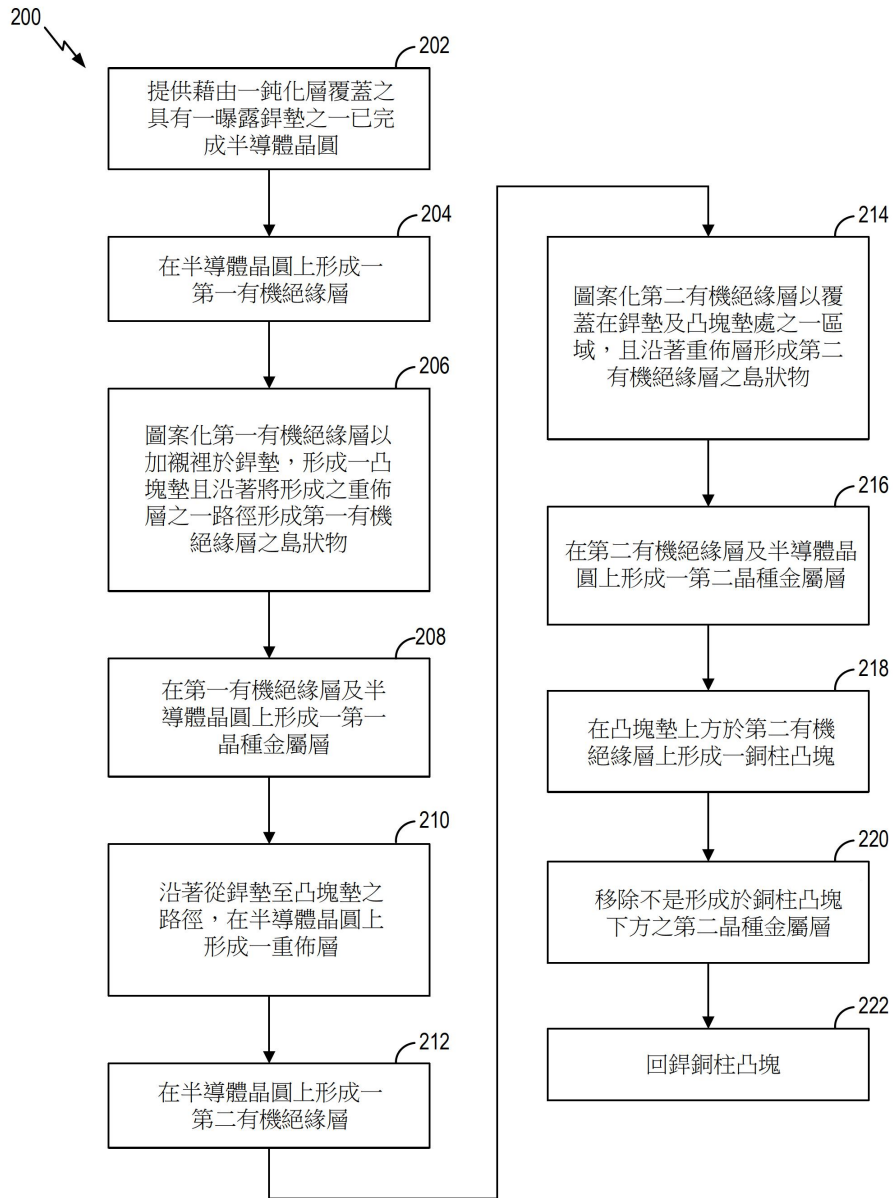 200
202
提供藉由一鈍化層覆蓋之
具有一曝露銲墊之一已完
成半導體晶圓
204
在半導體晶圓上形成一
第一有機絕緣層
206
圖案化第一有機絕緣層以
加襯裡於銲墊，形成一凸
塊墊且沿著將形成之重佈
層之一路徑形成第一有機
絕緣層之島狀物
208
在第一有機絕緣層及半
導體晶圓上形成一第一
晶種金屬層
210
沿著從銲墊至凸塊墊之
路徑，在半導體晶圓上
形成一重佈層
212
在半導體晶圓上形成一
第二有機絕緣層
214
圖案化第二有機絕緣層以覆
蓋在銲墊及凸塊墊處之一區
域，且沿著重佈層形成第二
有機絕緣層之島狀物
216
在第二有機絕緣層及半導體晶
圓上形成一第二晶種金屬層
218
在凸塊墊上方於第二有機
絕緣層上形成一銅柱凸塊
220
移除不是形成於銅柱凸塊
下方之第二晶種金屬層
222
回銲銅柱凸塊